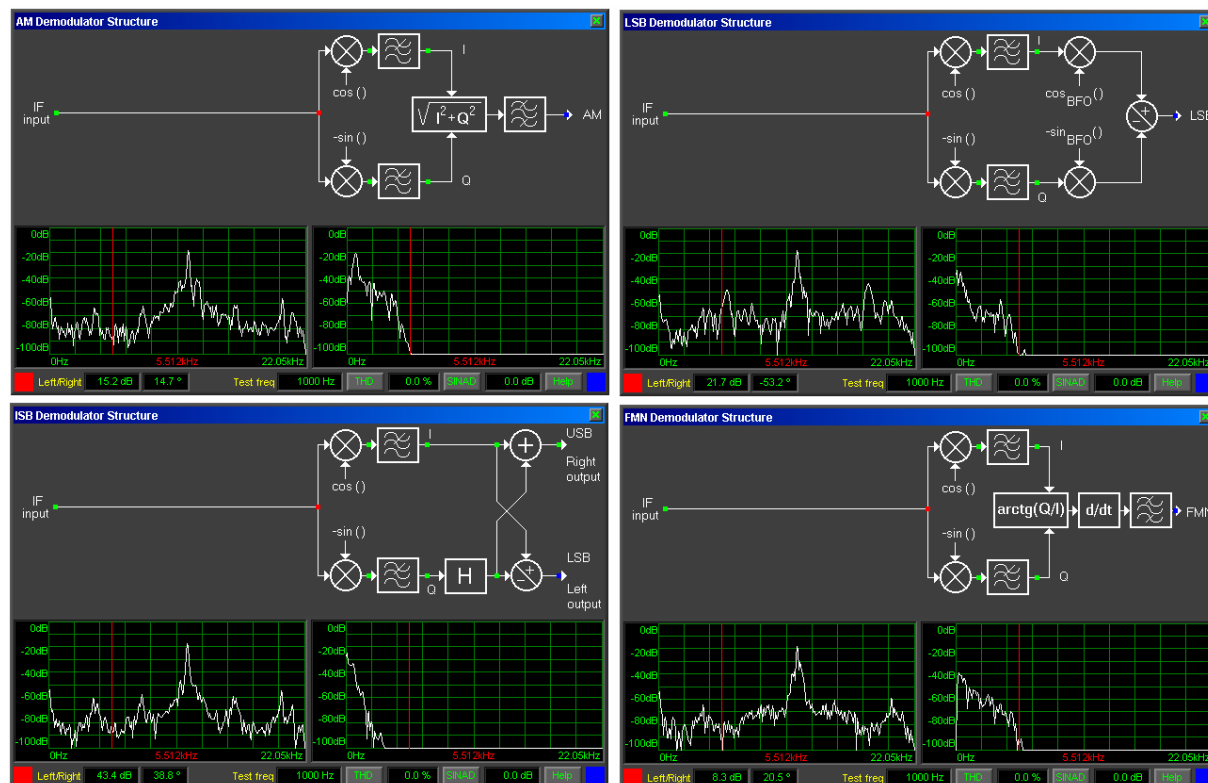 AM Demodulator Structure
I
cos ()
IF
input
√I²+Q²
AM
-sin ()
Q
0dB
-20dB
-40dB
-60dB
-80dB
-100dB
0Hz 5.512kHz 22.05kHz
0dB
-20dB
-40dB
-60dB
-80dB
-100dB
0Hz 5.512kHz 22.05kHz
Left/Right 15.2 dB 14.7 ° Test freq 1000 Hz THD 0.0 % SINAD 0.0 dB Help
LSB Demodulator Structure
I
cos () cos BFO ()
IF
input
LSB
-sin () -sin BFO ()
Q
0dB
-20dB
-40dB
-60dB
-80dB
-100dB
0Hz 5.512kHz 22.05kHz
0dB
-20dB
-40dB
-60dB
-80dB
-100dB
0Hz 5.512kHz 22.05kHz
Left/Right 21.7 dB -53.2 ° Test freq 1000 Hz THD 0.0 % SINAD 0.0 dB Help
ISB Demodulator Structure
I
USB
Right
output
cos ()
IF
input
-sin ()
H
Q
LSB
Left
output
0dB
-20dB
-40dB
-60dB
-80dB
-100dB
0Hz 5.512kHz 22.05kHz
0dB
-20dB
-40dB
-60dB
-80dB
-100dB
0Hz 5.512kHz 22.05kHz
Left/Right 43.4 dB 38.8 ° Test freq 1000 Hz THD 0.0 % SINAD 0.0 dB Help
FMN Demodulator Structure
I
cos ()
IF
input
arctg(Q/I) d/dt FMN
-sin ()
Q
0dB
-20dB
-40dB
-60dB
-80dB
-100dB
0Hz 5.512kHz 22.05kHz
0dB
-20dB
-40dB
-60dB
-80dB
-100dB
0Hz 5.512kHz 22.05kHz
Left/Right 8.3 dB 20.5 ° Test freq 1000 Hz THD 0.0 % SINAD 0.0 dB Help